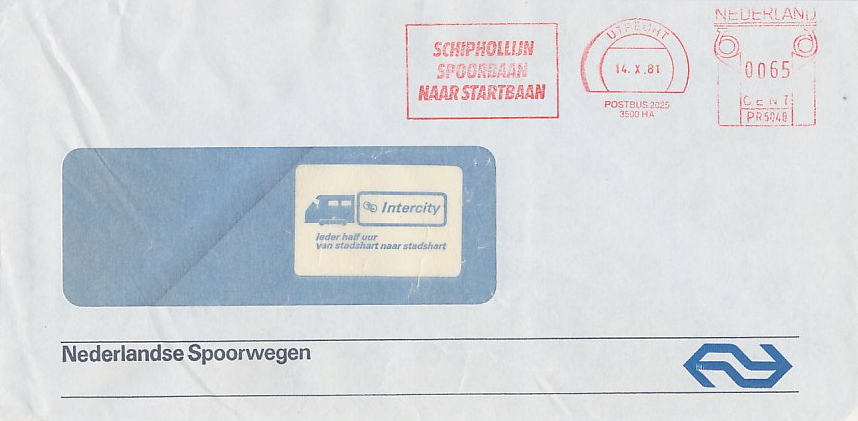 SCHIPHOLLIJN
SPOORBAAN
NAAR STARTBAAN
UTRECHT
14.X.81
POSTBUS 2025
3500 HA
NEDERLAND
0065
CENT
PR5048
Intercity
Ieder half uur
van stadshart naar stadshart
Nederlandse Spoorwegen